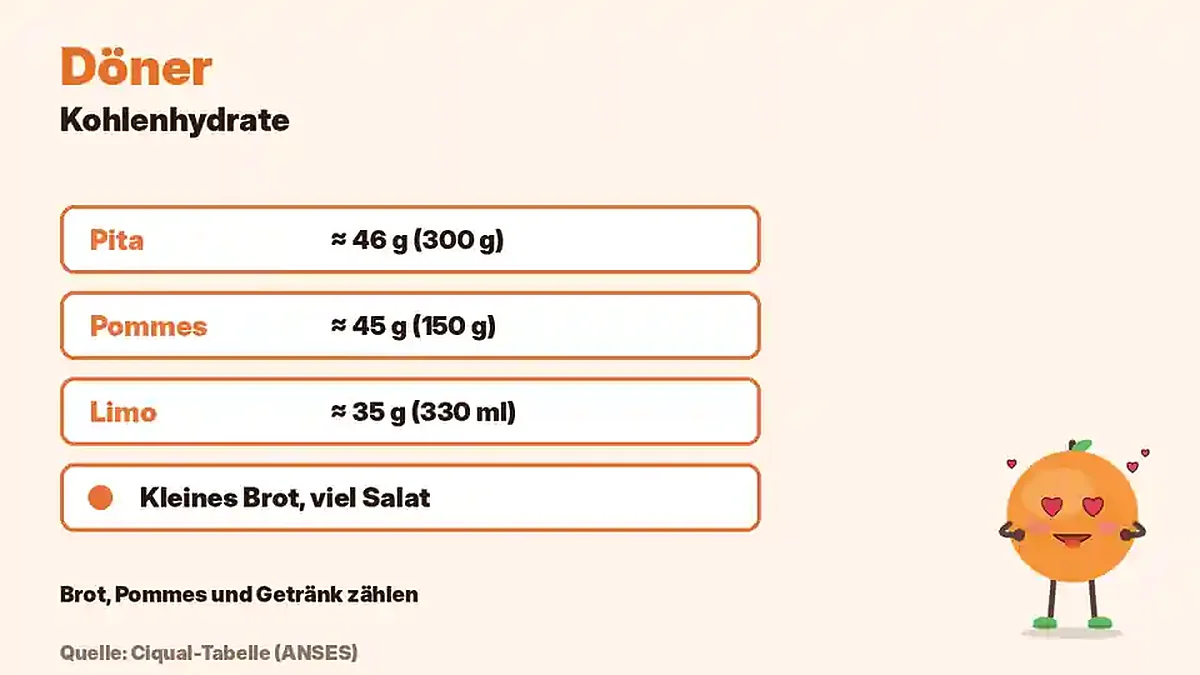 Döner
Kohlenhydrate
Pita ≈ 46 g (300 g)
Pommes ≈ 45 g (150 g)
Limo ≈ 35 g (330 ml)
Kleines Brot, viel Salat
Brot, Pommes und Getränk zählen
Quelle: Ciqual-Tabelle (ANSES)